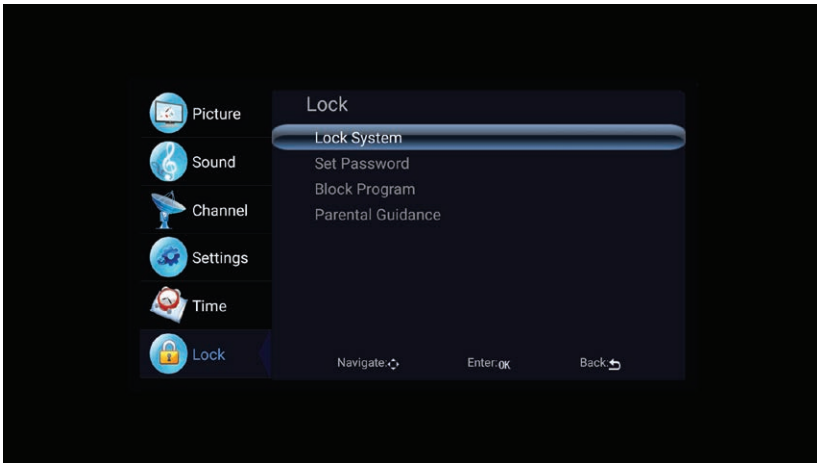 Picture
Sound
Channel
Settings
Time
Lock
Lock
Lock System
Set Password
Block Program
Parental Guidance
Navigate:
Enter:OK
Back: